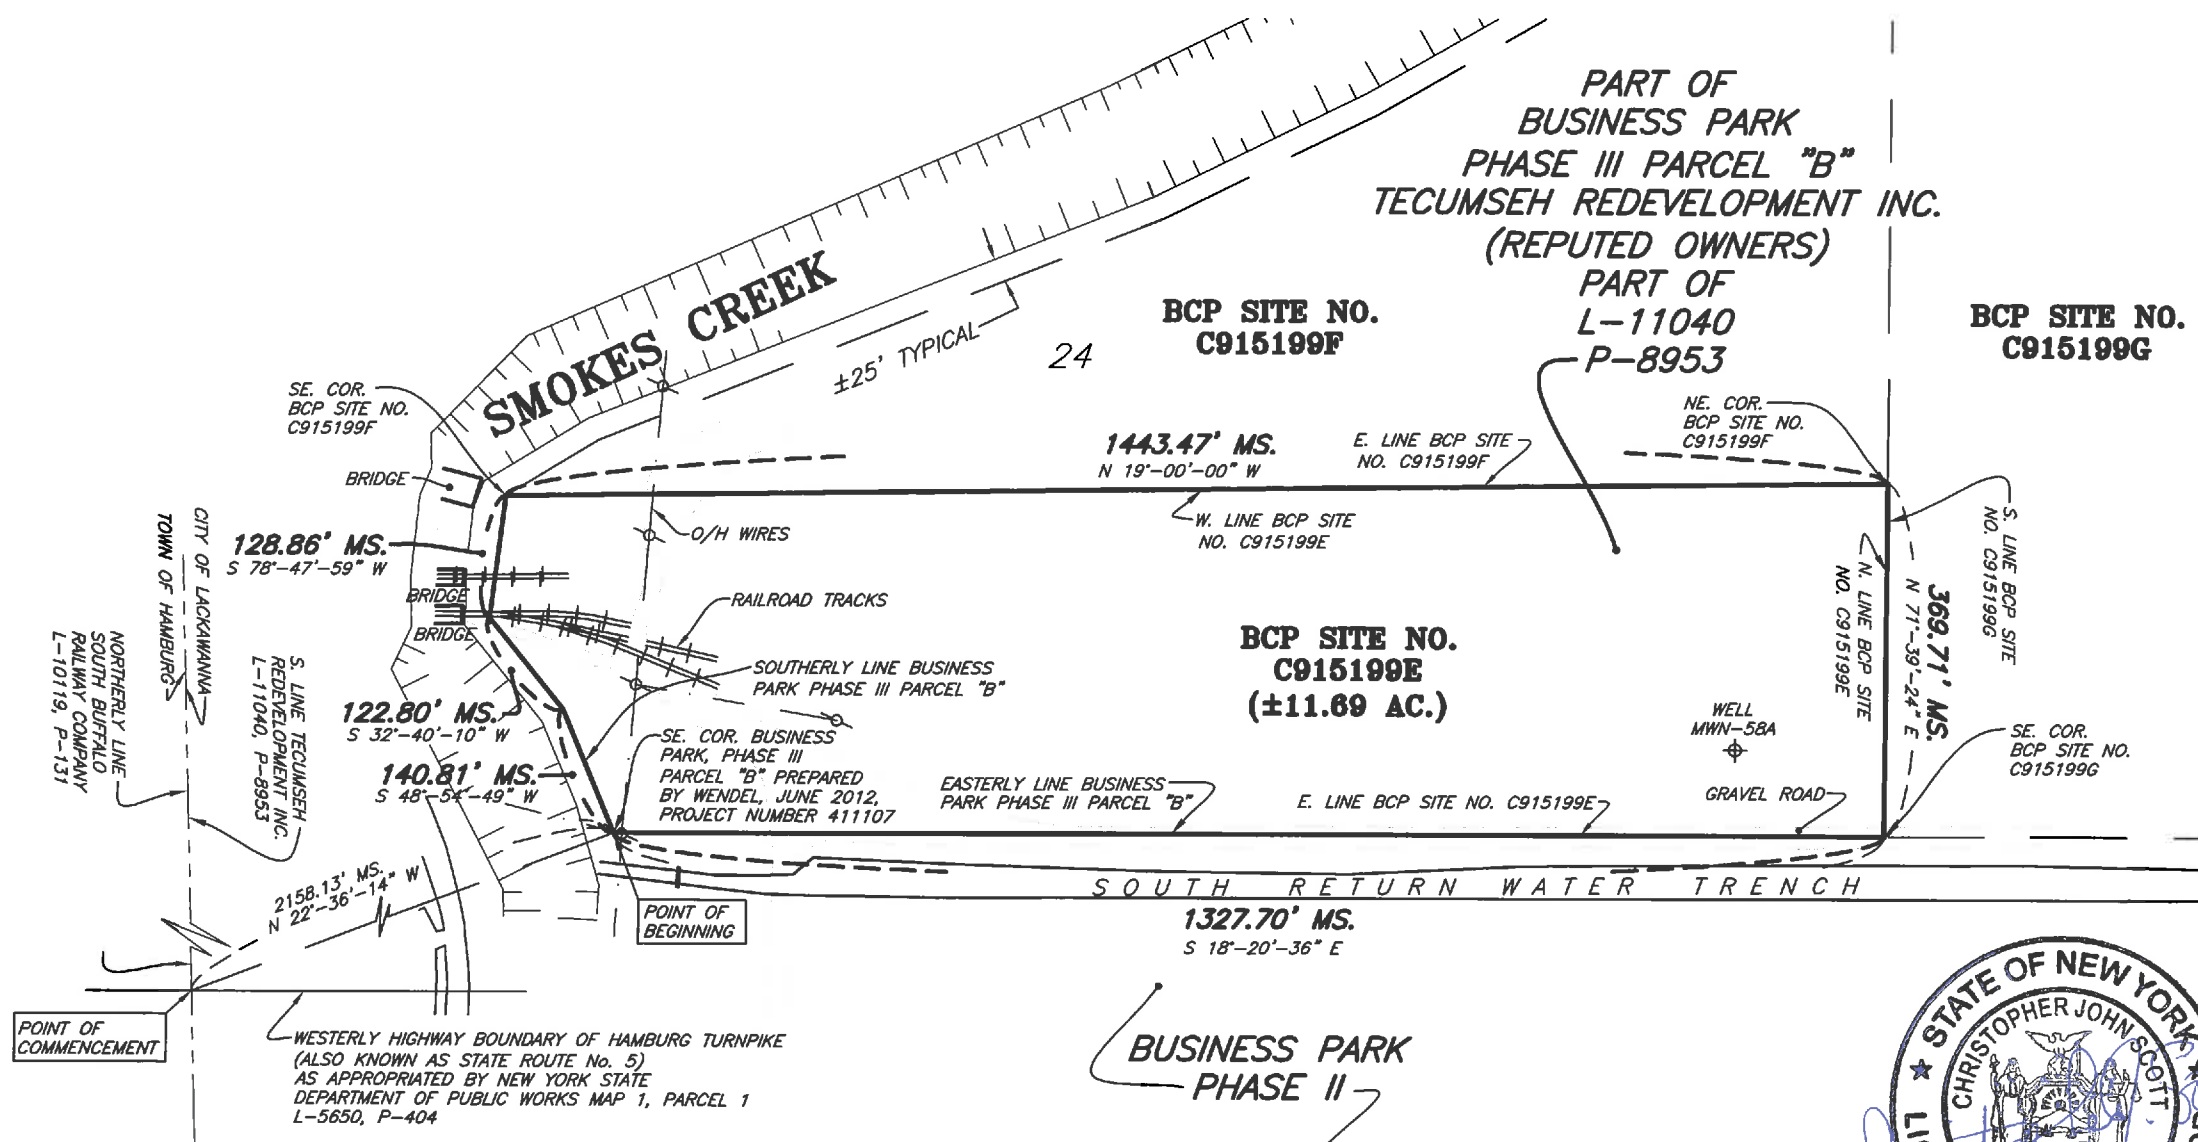 PART OF
BUSINESS PARK
PHASE III PARCEL "B"
TECUMSEH REDEVELOPMENT INC.
(REPUTED OWNERS)
PART OF
L-11040
P-8953
SMOKES CREEK
±25' TYPICAL
24
BCP SITE NO.
C915199F
BCP SITE NO.
C915199G
SE. COR.
BCP SITE NO.
C915199F
NE. COR.
BCP SITE NO.
C915199F
1443.47' MS.
N 19°-00'-00" W
E. LINE BCP SITE
NO. C915199F
W. LINE BCP SITE
NO. C915199E
BRIDGE
O/H WIRES
128.86' MS.
S 78°-47'-59" W
BRIDGE
BRIDGE
RAILROAD TRACKS
CITY OF LACKAWANNA
TOWN OF HAMBURG
NORTHERLY LINE
SOUTH BUFFALO
RAILWAY COMPANY
L-10119, P-131
S. LINE TECUMSEH
REDEVELOPMENT INC.
L-11040, P-8953
SOUTHERLY LINE BUSINESS
PARK PHASE III PARCEL "B"
BCP SITE NO.
C915199E
(±11.69 AC.)
S. LINE BCP SITE
NO. C915199G
369.71' MS.
N 71°-39'-24" E
N. LINE BCP SITE
NO. C915199E
122.80' MS.
S 32°-40'-10" W
140.81' MS.
S 48°-54'-49" W
SE. COR. BUSINESS
PARK, PHASE III
PARCEL "B" PREPARED
BY WENDEL, JUNE 2012,
PROJECT NUMBER 411107
WELL
MWN-58A
SE. COR.
BCP SITE NO.
C915199G
EASTERLY LINE BUSINESS
PARK PHASE III PARCEL "B"
E. LINE BCP SITE NO. C915199E
GRAVEL ROAD
2158.13' MS.
N 22°-36'-14" W
SOUTH RETURN WATER TRENCH
POINT OF
BEGINNING
1327.70' MS.
S 18°-20'-36" E
POINT OF
COMMENCEMENT
WESTERLY HIGHWAY BOUNDARY OF HAMBURG TURNPIKE
(ALSO KNOWN AS STATE ROUTE No. 5)
AS APPROPRIATED BY NEW YORK STATE
DEPARTMENT OF PUBLIC WORKS MAP 1, PARCEL 1
L-5650, P-404
BUSINESS PARK
PHASE II
STATE OF NEW YORK
CHRISTOPHER JOHN SCOTT